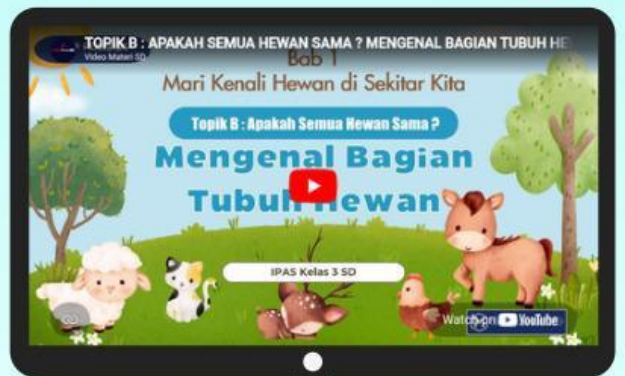 TOPIK B : APAKAH SEMUA HEWAN SAMA ? MENGENAL BAGIAN TUBUH HE
Video Materi SD
Bab 1
Mari Kenali Hewan di Sekitar Kita
Topik B : Apakah Semua Hewan Sama ?
Mengenal Bagian
Tubuh Hewan
IPAS Kelas 3 SD
Watch on YouTube